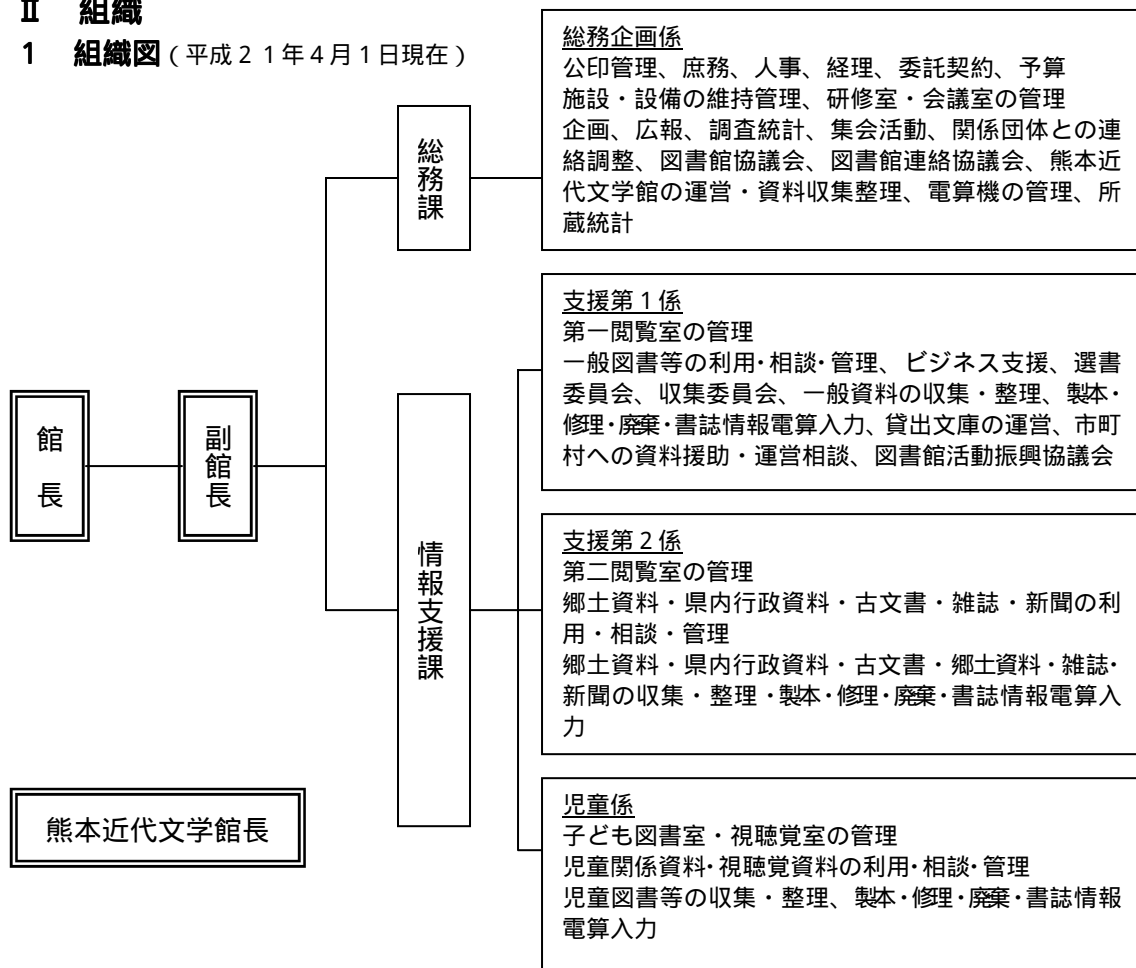 Ⅱ 組織
1 組織図(平成21年4月1日現在)
総務企画係
公印管理、庶務、人事、経理、委託契約、予算
施設・設備の維持管理、研修室・会議室の管理
企画、広報、調査統計、集会活動、関係団体との連
絡調整、図書館協議会、図書館連絡協議会、熊本近
代文学館の運営・資料収集整理、電算機の管理、所
蔵統計
総務課
支援第1係
第一閲覧室の管理
一般図書等の利用・相談・管理、ビジネス支援、選書
委員会、収集委員会、一般資料の収集・整理、製本・
修理・廃棄・書誌情報電算入力、貸出文庫の運営、市町
村への資料援助・運営相談、図書館活動振興協議会
館長
副館長
情報支援課
支援第2係
第二閲覧室の管理
郷土資料・県内行政資料・古文書・雑誌・新聞の利
用・相談・管理
郷土資料・県内行政資料・古文書・郷土資料・雑誌・
新聞の収集・整理・製本・修理・廃棄・書誌情報電算入
力
児童係
子ども図書室・視聴覚室の管理
児童関係資料・視聴覚資料の利用・相談・管理
児童図書等の収集・整理、製本・修理・廃棄・書誌情報
電算入力
熊本近代文学館長